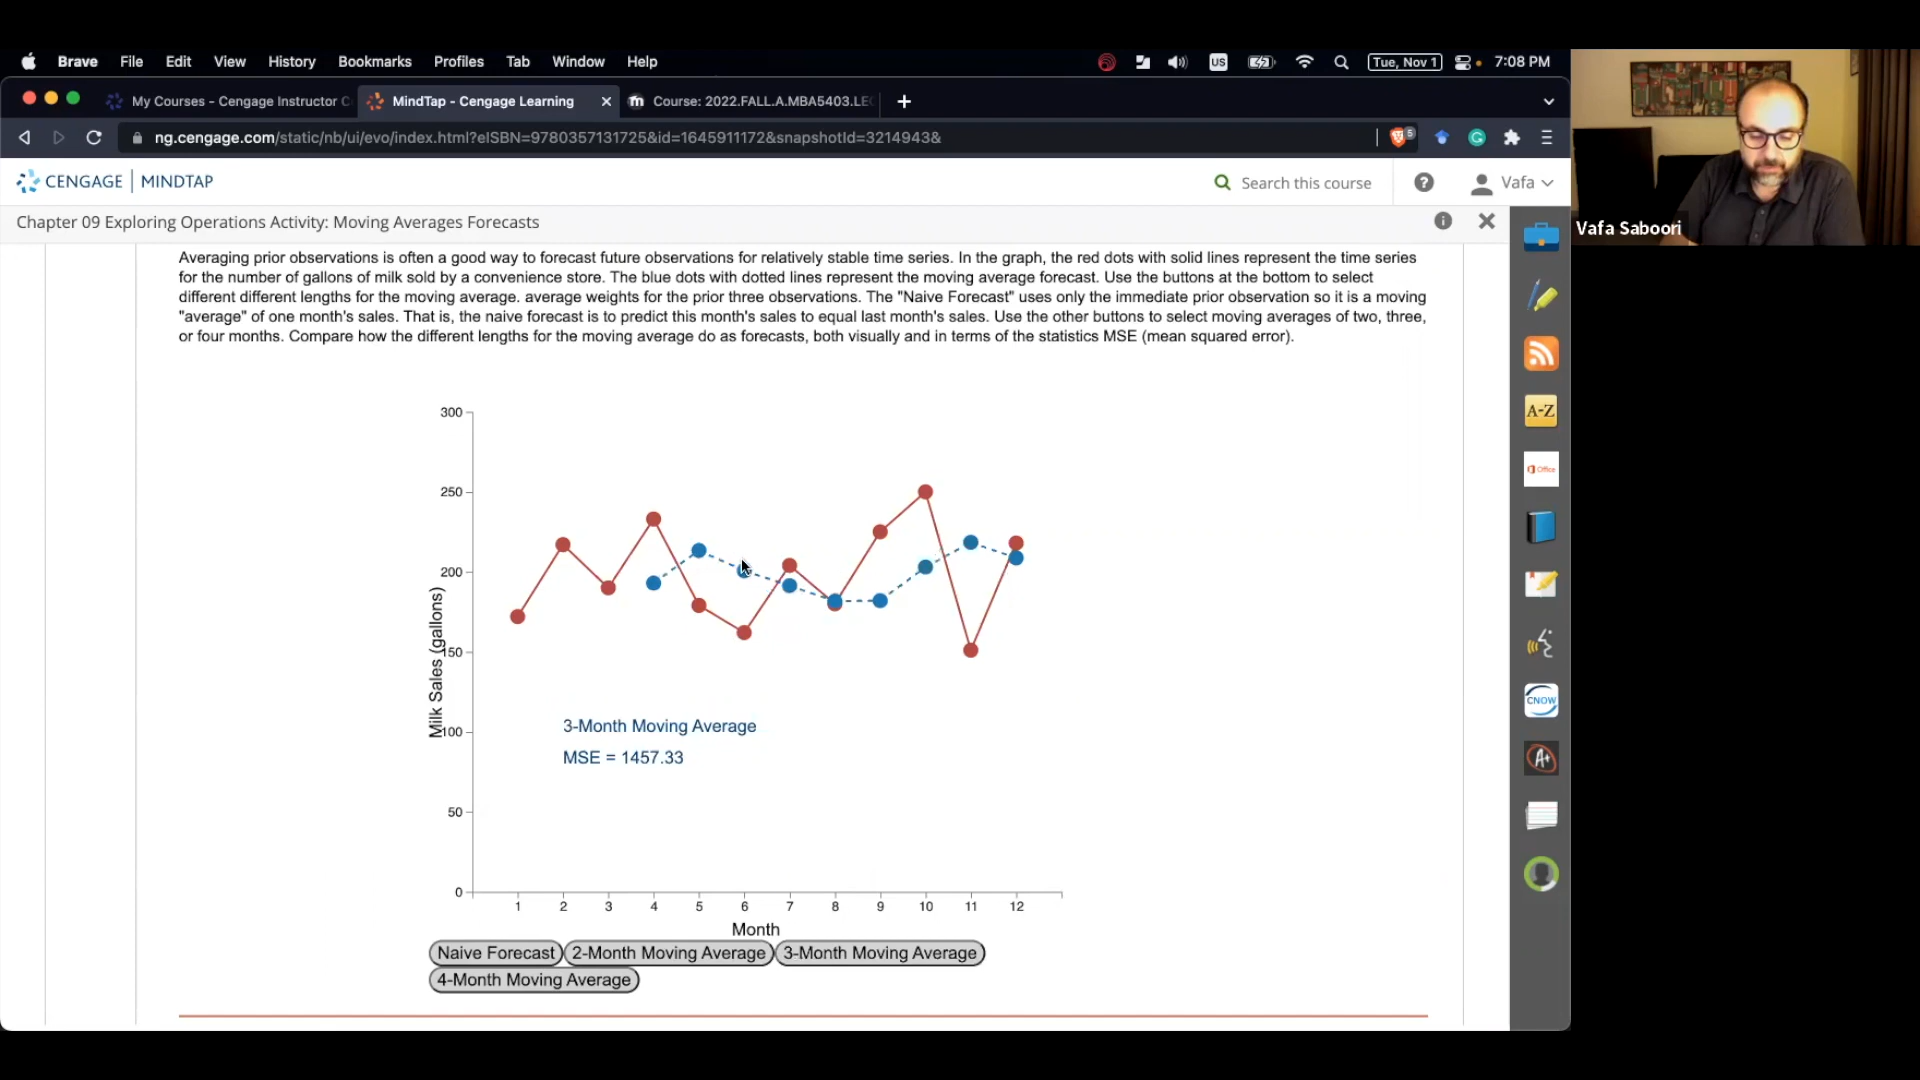 Brave File Edit View History Bookmarks Profiles Tab Window Help US Tue, Nov 1 7:08 PM
My Courses - Cengage Instructor C MindTap - Cengage Learning Course: 2022.FALL.A.MBA5403.LEC
ng.cengage.com/static/nb/ui/evo/index.html?eISBN=9780357131725&id=1645911172&snapshotId=3214943& 5
CENGAGE MINDTAP Search this course Vafa
Vafa Saboori
Chapter 09 Exploring Operations Activity: Moving Averages Forecasts
Averaging prior observations is often a good way to forecast future observations for relatively stable time series. In the graph, the red dots with solid lines represent the time series
for the number of gallons of milk sold by a convenience store. The blue dots with dotted lines represent the moving average forecast. Use the buttons at the bottom to select
different different lengths for the moving average. average weights for the prior three observations. The "Naive Forecast" uses only the immediate prior observation so it is a moving
"average" of one month's sales. That is, the naive forecast is to predict this month's sales to equal last month's sales. Use the other buttons to select moving averages of two, three,
or four months. Compare how the different lengths for the moving average do as forecasts, both visually and in terms of the statistics MSE (mean squared error).
A-Z
Office
CNOW
A+
300
250
200
150
100
50
0
Milk Sales (gallons)
3-Month Moving Average
MSE = 1457.33
1 2 3 4 5 6 7 8 9 10 11 12
Month
Naive Forecast 2-Month Moving Average 3-Month Moving Average
4-Month Moving Average